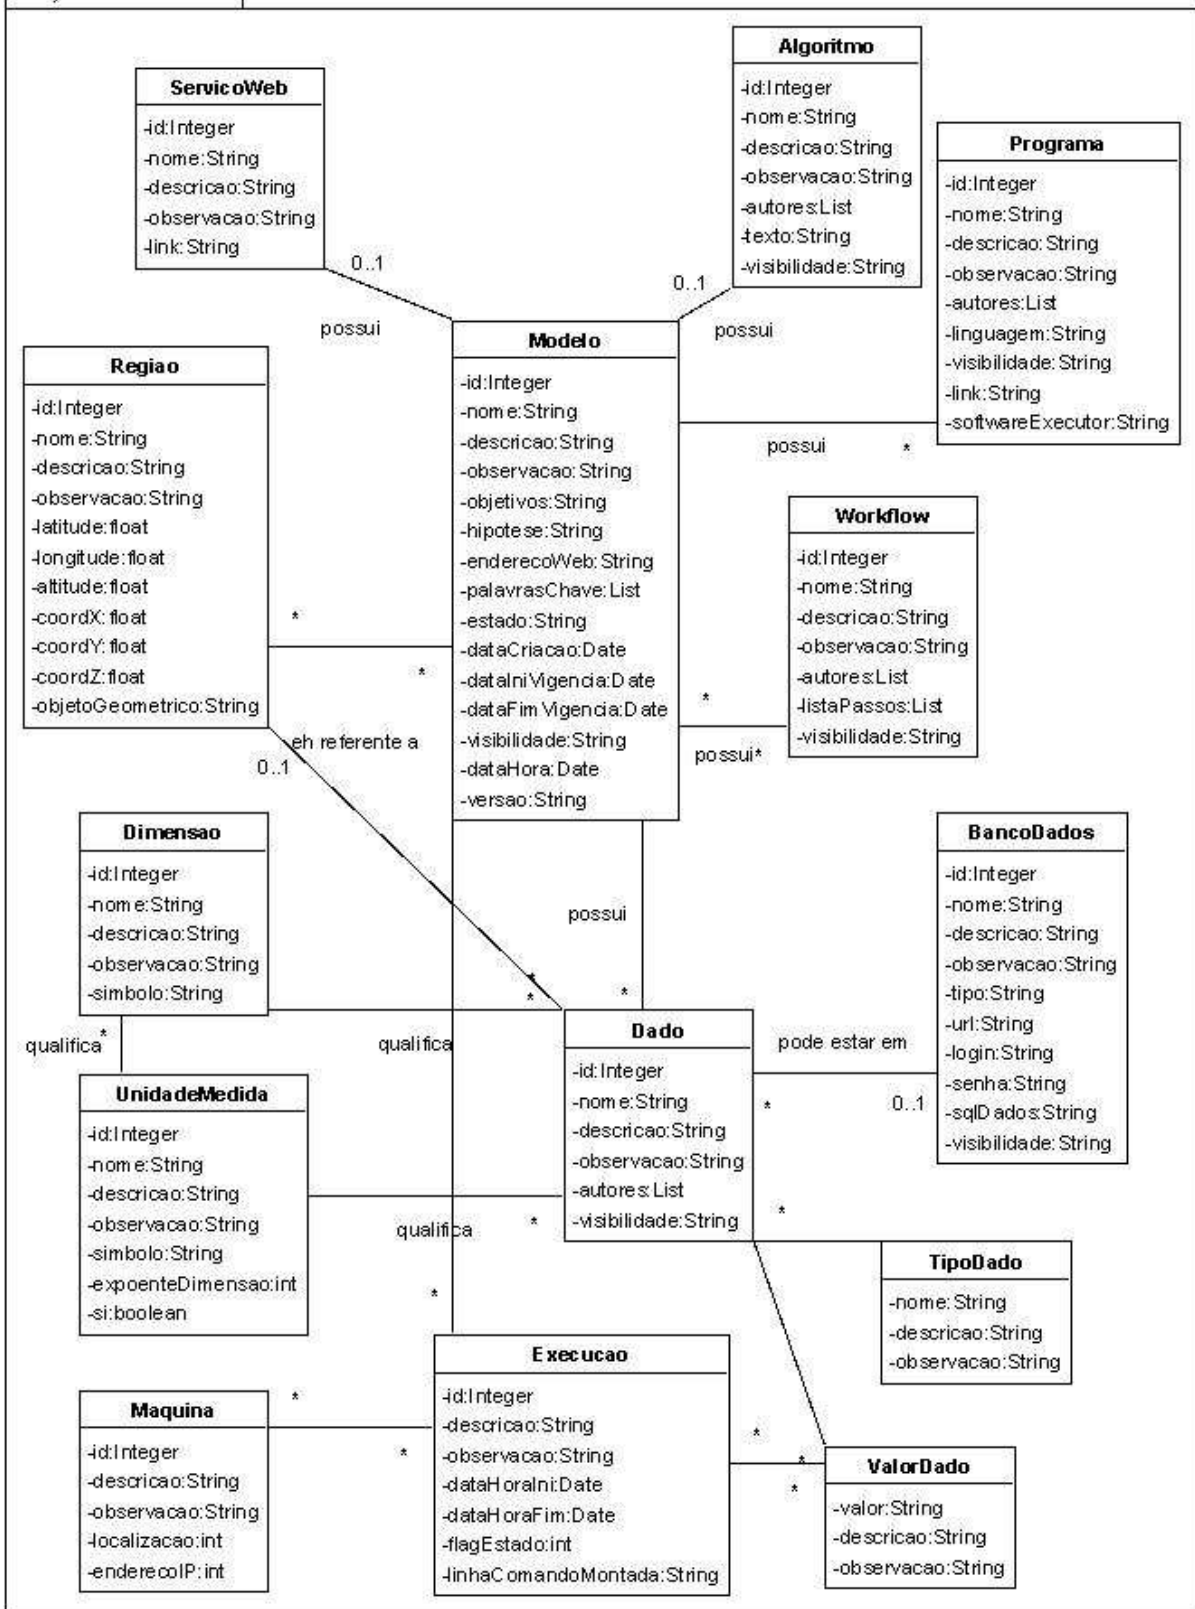 Algoritmo
-id:Integer
-nome:String
-descricao:String
-observacao:String
-autores:List
-texto:String
-visibilidade:String
ServicoWeb
-id:Integer
-nome:String
-descricao:String
-observacao:String
-link:String
Programa
-id:Integer
-nome:String
-descricao:String
-observacao:String
-autores:List
-linguagem:String
-visibilidade:String
-link:String
-softwareExecutor:String
0..1
possui
0..1
possui
possui
*
Modelo
-id:Integer
-nome:String
-descricao:String
-observacao:String
-objetivos:String
-hipotese:String
-enderecoWeb:String
-palavrasChave:List
-estado:String
-dataCriacao:Date
-dataIniVigencia:Date
-dataFimVigencia:Date
-visibilidade:String
-dataHora:Date
-versao:String
Regiao
-id:Integer
-nome:String
-descricao:String
-observacao:String
-latitude:float
-longitude:float
-altitude:float
-coordX:float
-coordY:float
-coordZ:float
-objetoGeometrico:String
*
*
Workflow
-id:Integer
-nome:String
-descricao:String
-observacao:String
-autores:List
-listaPassos:List
-visibilidade:String
*
possui*
eh referente a
0..1
*
Dimensao
-id:Integer
-nome:String
-descricao:String
-observacao:String
-simbolo:String
*
qualifica
possui
*
BancoDados
-id:Integer
-nome:String
-descricao:String
-observacao:String
-tipo:String
-url:String
-login:String
-senha:String
-sqlDados:String
-visibilidade:String
qualifica*
UnidadeMedida
-id:Integer
-nome:String
-descricao:String
-observacao:String
-simbolo:String
-expoenteDimensao:int
-si:boolean
qualifica
*
Dado
-id:Integer
-nome:String
-descricao:String
-observacao:String
-autores:List
-visibilidade:String
pode estar em
*
0..1
*
TipoDado
-nome:String
-descricao:String
-observacao:String
*
Execucao
-id:Integer
-descricao:String
-observacao:String
-dataHoraIni:Date
-dataHoraFim:Date
-flagEstado:int
-linhaComandoMontada:String
Maquina
-id:Integer
-descricao:String
-observacao:String
-localizacao:int
-enderecoIP:int
*
*
*
*
*
ValorDado
-valor:String
-descricao:String
-observacao:String